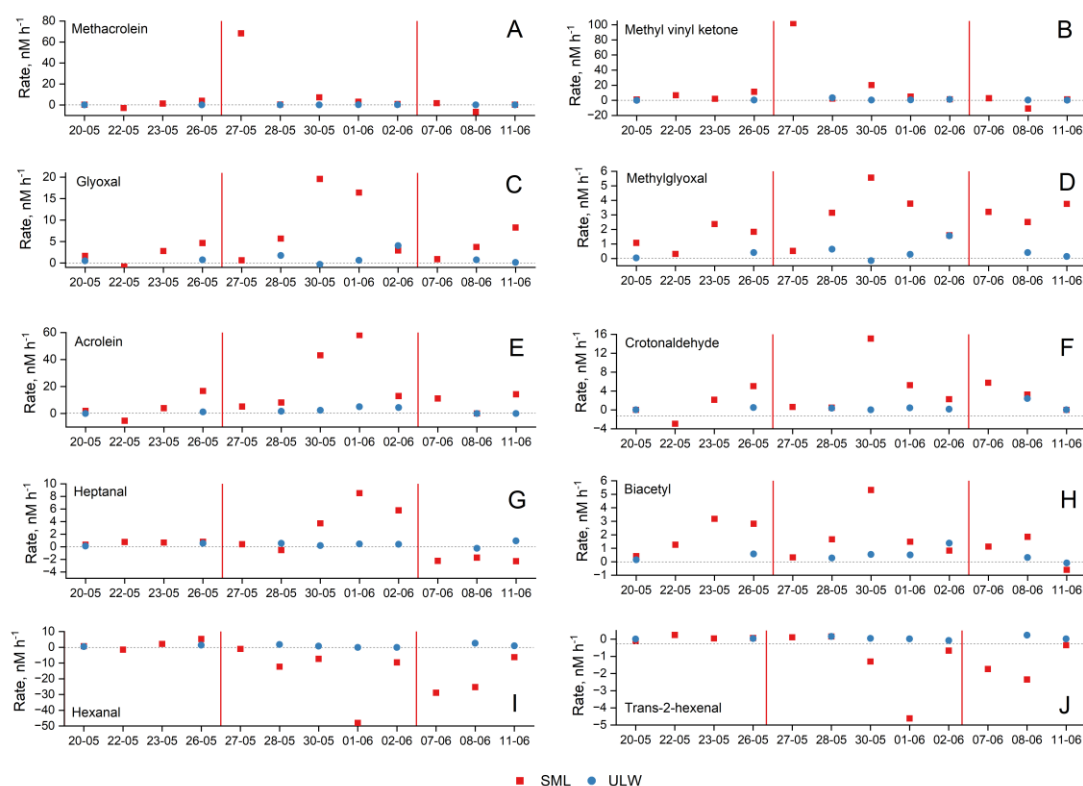 Methacrolein A
Rate, nM h⁻¹
80
60
40
20
0
20-05 22-05 23-05 26-05 27-05 28-05 30-05 01-06 02-06 07-06 08-06 11-06
Methyl vinyl ketone B
Rate, nM h⁻¹
100
80
60
40
20
0
−20
20-05 22-05 23-05 26-05 27-05 28-05 30-05 01-06 02-06 07-06 08-06 11-06
Glyoxal C
Rate, nM h⁻¹
20
15
10
5
0
20-05 22-05 23-05 26-05 27-05 28-05 30-05 01-06 02-06 07-06 08-06 11-06
Methylglyoxal D
Rate, nM h⁻¹
6
5
4
3
2
1
0
20-05 22-05 23-05 26-05 27-05 28-05 30-05 01-06 02-06 07-06 08-06 11-06
Acrolein E
Rate, nM h⁻¹
60
40
20
0
20-05 22-05 23-05 26-05 27-05 28-05 30-05 01-06 02-06 07-06 08-06 11-06
Crotonaldehyde F
Rate, nM h⁻¹
16
12
8
4
0
−4
20-05 22-05 23-05 26-05 27-05 28-05 30-05 01-06 02-06 07-06 08-06 11-06
Heptanal G
Rate, nM h⁻¹
10
8
6
4
2
0
−2
−4
20-05 22-05 23-05 26-05 27-05 28-05 30-05 01-06 02-06 07-06 08-06 11-06
Biacetyl H
Rate, nM h⁻¹
6
5
4
3
2
1
0
−1
20-05 22-05 23-05 26-05 27-05 28-05 30-05 01-06 02-06 07-06 08-06 11-06
Hexanal I
Rate, nM h⁻¹
10
0
−10
−20
−30
−40
−50
20-05 22-05 23-05 26-05 27-05 28-05 30-05 01-06 02-06 07-06 08-06 11-06
Trans-2-hexenal J
Rate, nM h⁻¹
0
−1
−2
−3
−4
−5
20-05 22-05 23-05 26-05 27-05 28-05 30-05 01-06 02-06 07-06 08-06 11-06
SML ULW